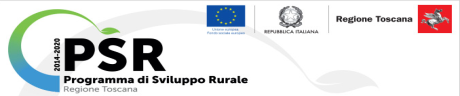 2014-2020
PSR
Programma di Sviluppo Rurale
Regione Toscana
REPUBBLICA ITALIANA
Regione Toscana